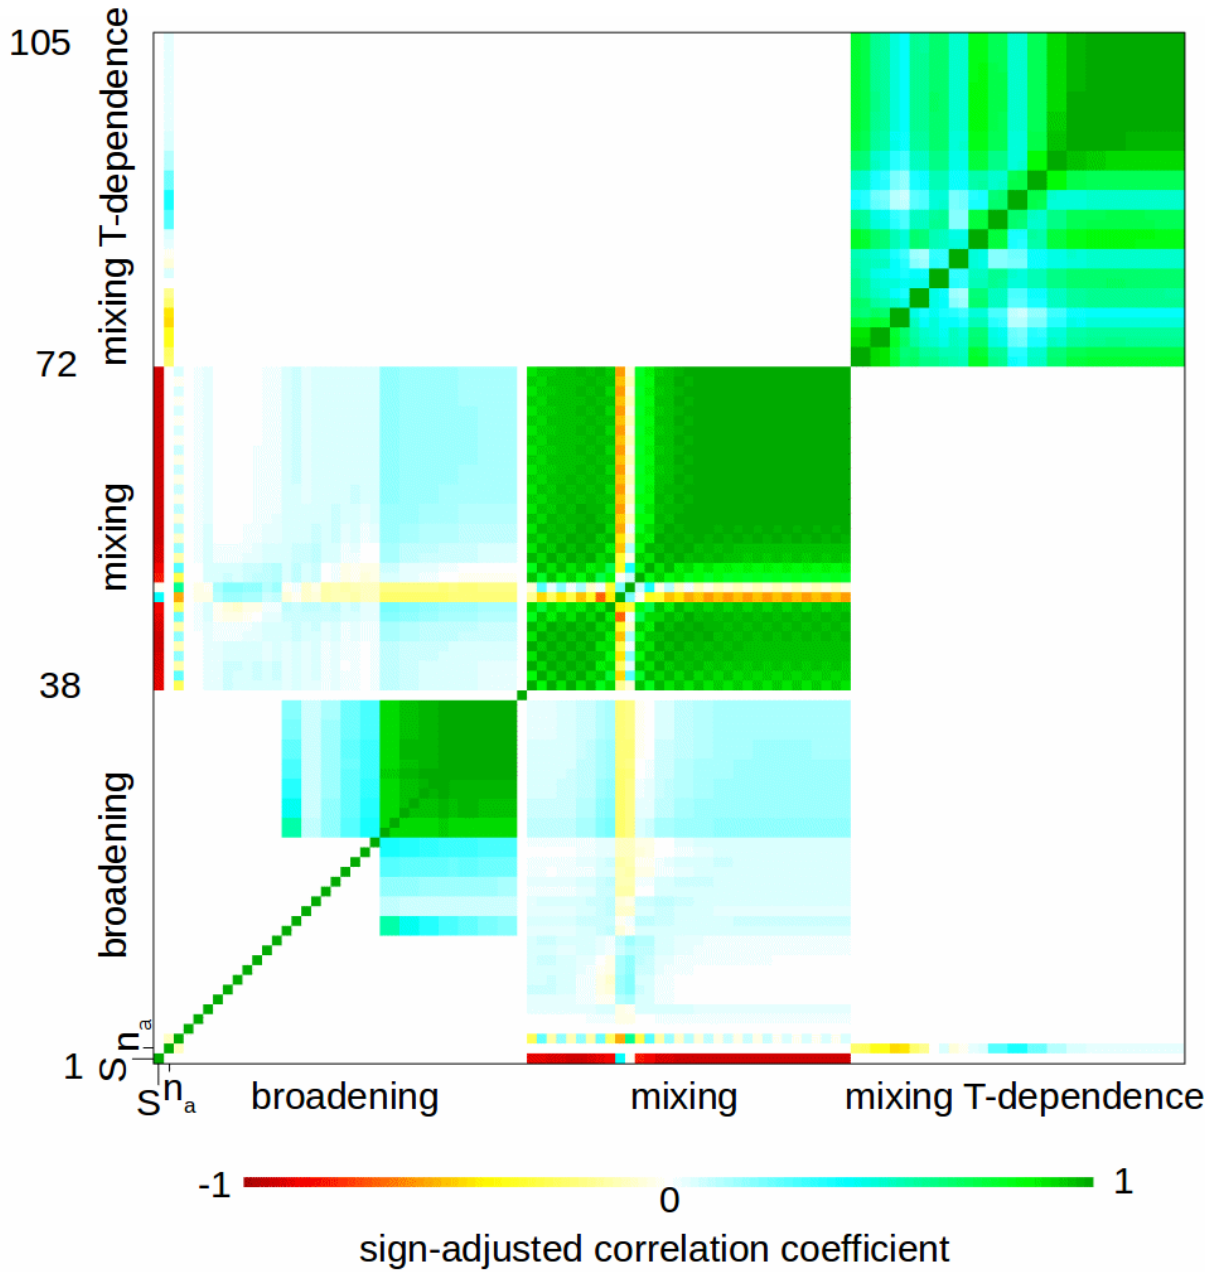 105
mixing T-dependence
72
mixing
38
broadening
n a
S
1
S n a broadening mixing mixing T-dependence
-1 0 1
sign-adjusted correlation coefficient